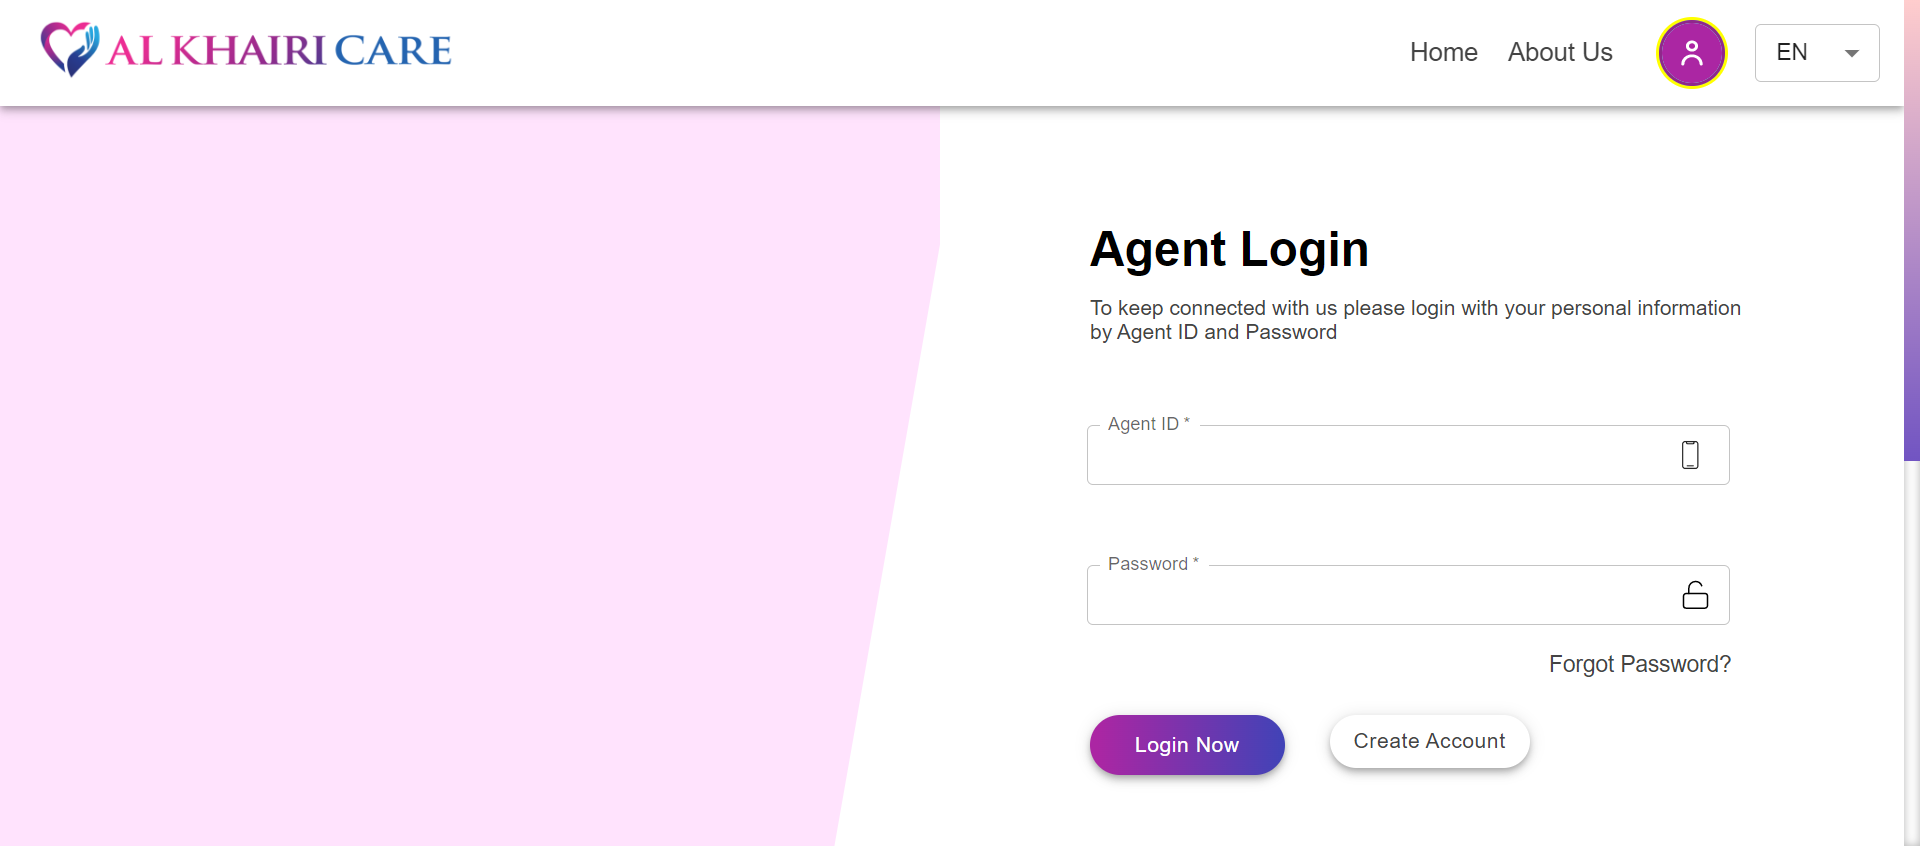 AL KHAIRI CARE
Home
About Us
EN
Agent Login
To keep connected with us please login with your personal information
by Agent ID and Password
Agent ID *
Password *
Forgot Password?
Login Now
Create Account